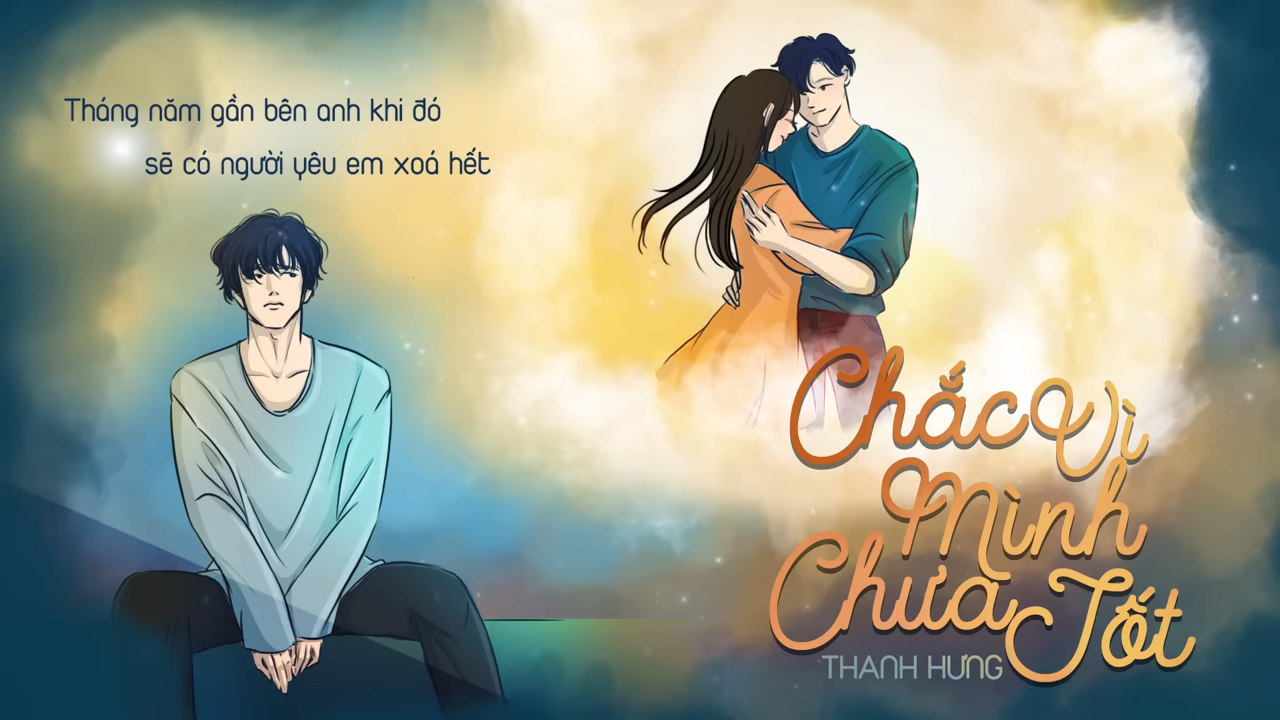 Tháng năm gần bên anh khi đó
sẽ có người yêu em xoá hết
Chắc Vì
Mình
Chưa Tốt
THANH HƯNG